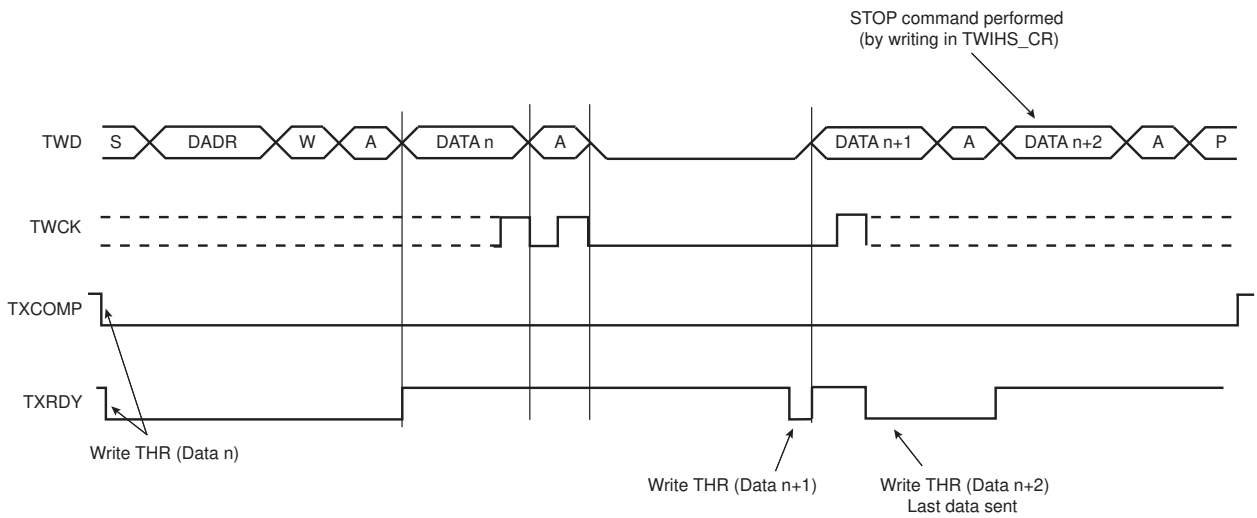 STOP command performed
(by writing in TWIHS_CR)
TWD S DADR W A DATA n A DATA n+1 A DATA n+2 A P
TWCK
TXCOMP
TXRDY
Write THR (Data n)
Write THR (Data n+1)
Write THR (Data n+2)
Last data sent